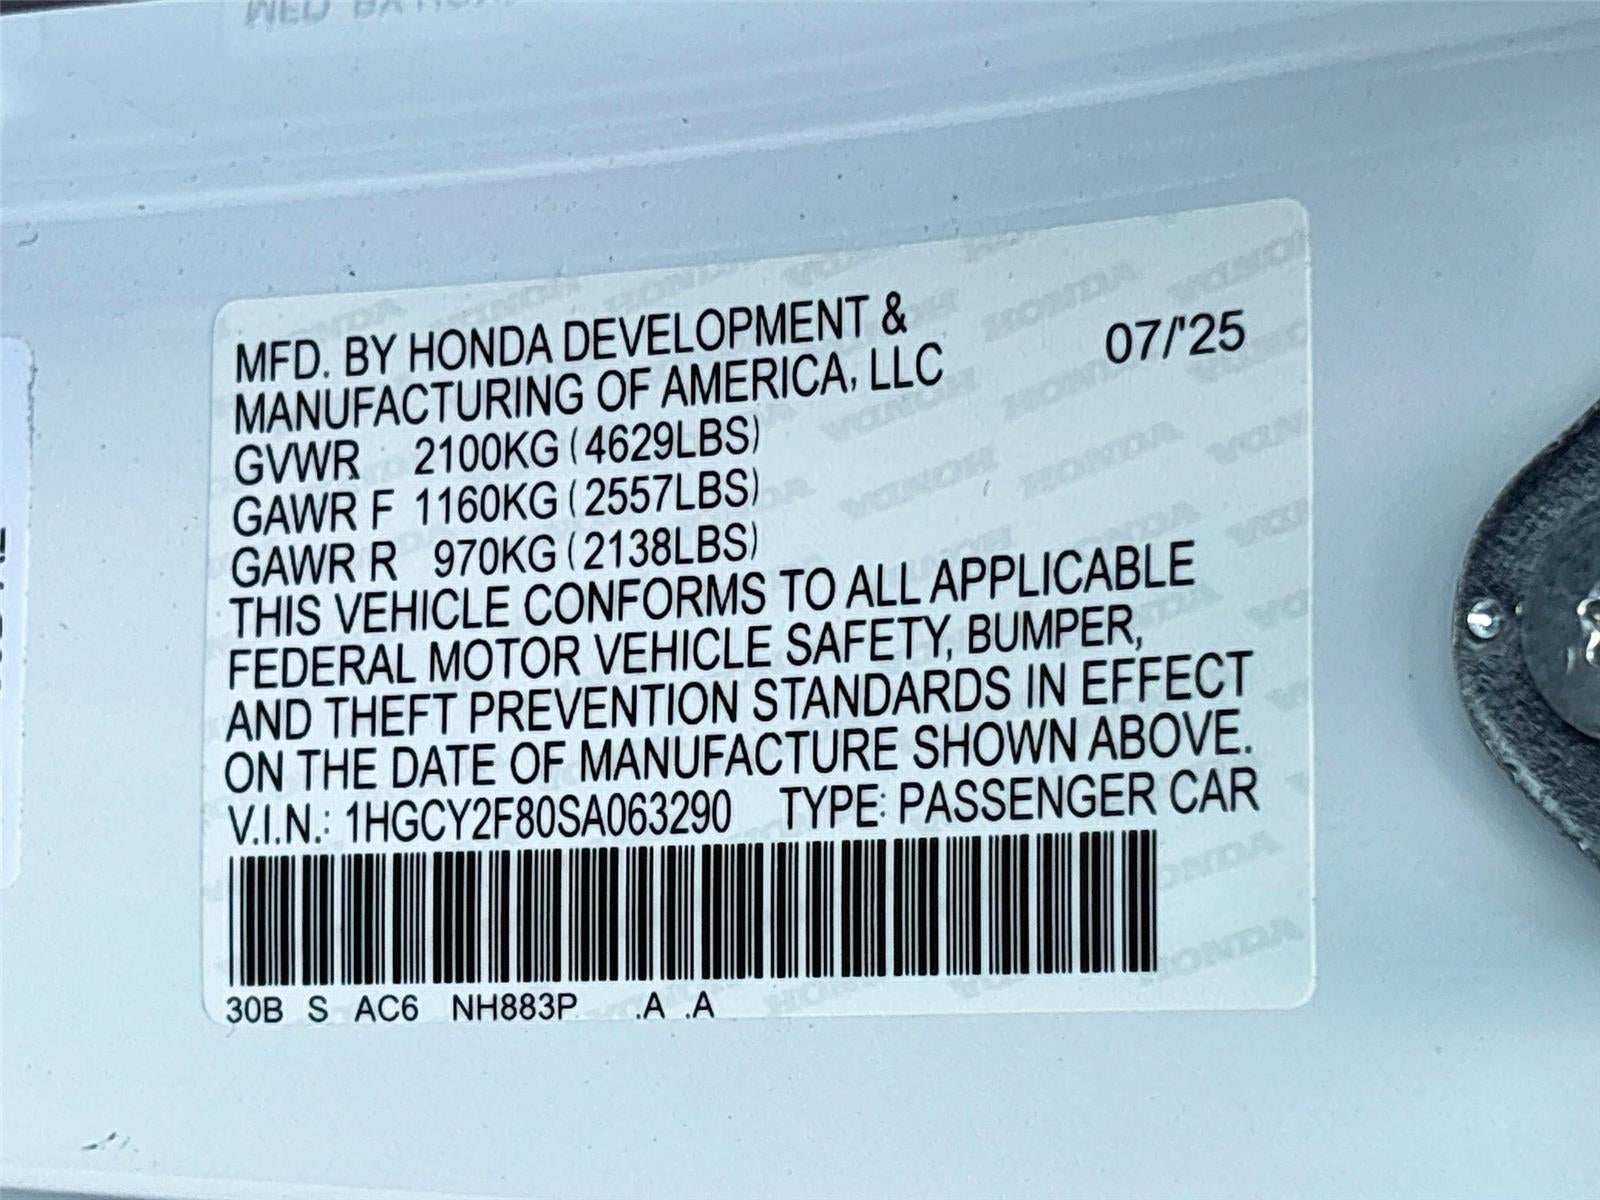 MFD. BY HONDA DEVELOPMENT &
MANUFACTURING OF AMERICA, LLC
07/'25
GVWR 2100KG (4629LBS)
GAWR F 1160KG (2557LBS)
GAWR R 970KG (2138LBS)
THIS VEHICLE CONFORMS TO ALL APPLICABLE
FEDERAL MOTOR VEHICLE SAFETY, BUMPER,
AND THEFT PREVENTION STANDARDS IN EFFECT
ON THE DATE OF MANUFACTURE SHOWN ABOVE.
V.I.N.: 1HGCY2F80SA063290 TYPE: PASSENGER CAR
30B S AC6 NH883P .A .A